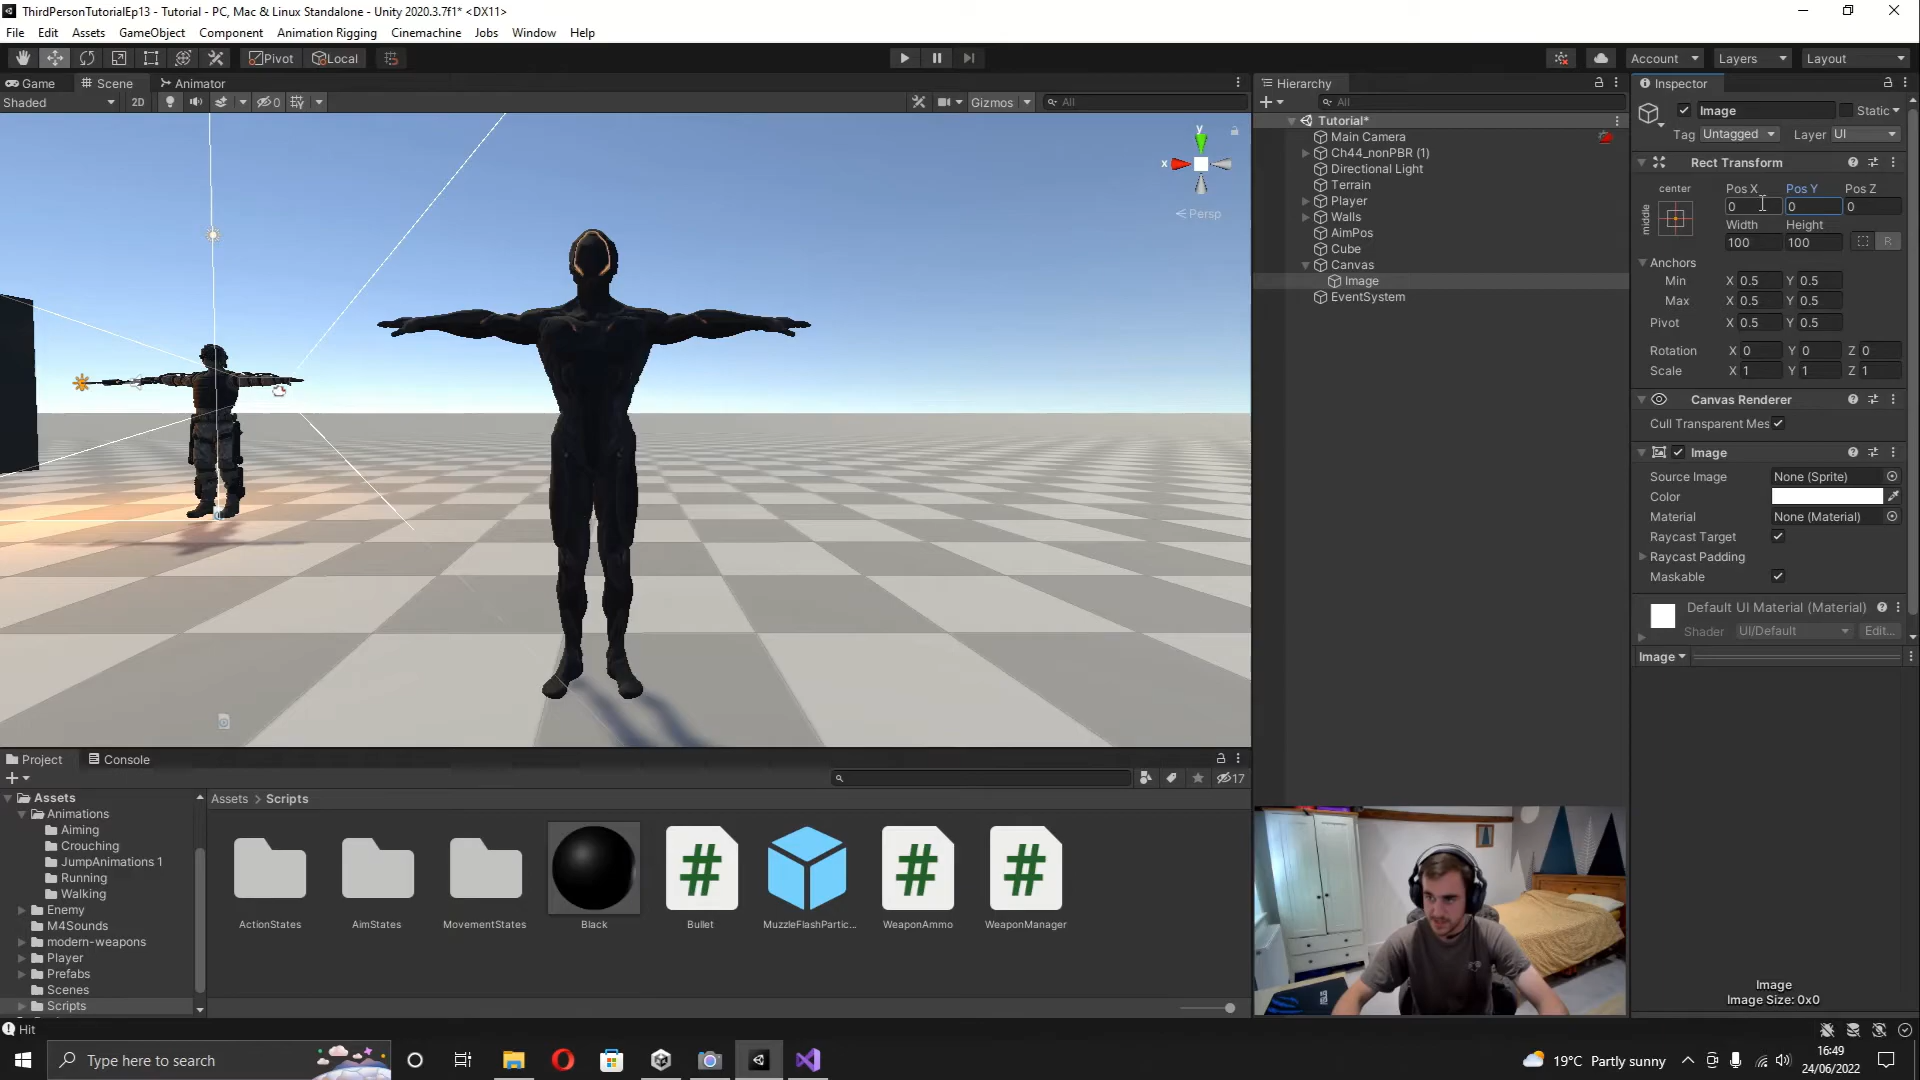 ThirdPersonTutorialEp13 - Tutorial - PC, Mac & Linux Standalone - Unity 2020.3.7f1* <DX11>
File Edit Assets GameObject Component Animation Rigging Cinemachine Jobs Window Help
Pivot Local Account Layers Layout
Game Scene Animator
Shaded 2D 0 Gizmos All
y
x
Persp
Hierarchy
All
Tutorial*
Main Camera
Ch44_nonPBR (1)
Directional Light
Terrain
Player
Walls
AimPos
Cube
Canvas
Image
EventSystem
Inspector
Image Static
Tag Untagged Layer UI
Rect Transform
center Pos X Pos Y Pos Z
middle 0 0 0
Width Height
100 100 R
Anchors
Min X 0.5 Y 0.5
Max X 0.5 Y 0.5
Pivot X 0.5 Y 0.5
Rotation X 0 Y 0 Z 0
Scale X 1 Y 1 Z 1
Canvas Renderer
Cull Transparent Mes
Image
Source Image None (Sprite)
Color
Material None (Material)
Raycast Target
Raycast Padding
Maskable
Default UI Material (Material)
Shader UI/Default Edit...
Image
Image
Image Size: 0x0
Project Console
17
Assets
Animations
Aiming
Crouching
JumpAnimations 1
Running
Walking
Enemy
M4Sounds
modern-weapons
Player
Prefabs
Scenes
Scripts
Assets > Scripts
ActionStates AimStates MovementStates Black Bullet MuzzleFlashPartic... WeaponAmmo WeaponManager
Hit
Type here to search
19°C Partly sunny
16:49
24/06/2022